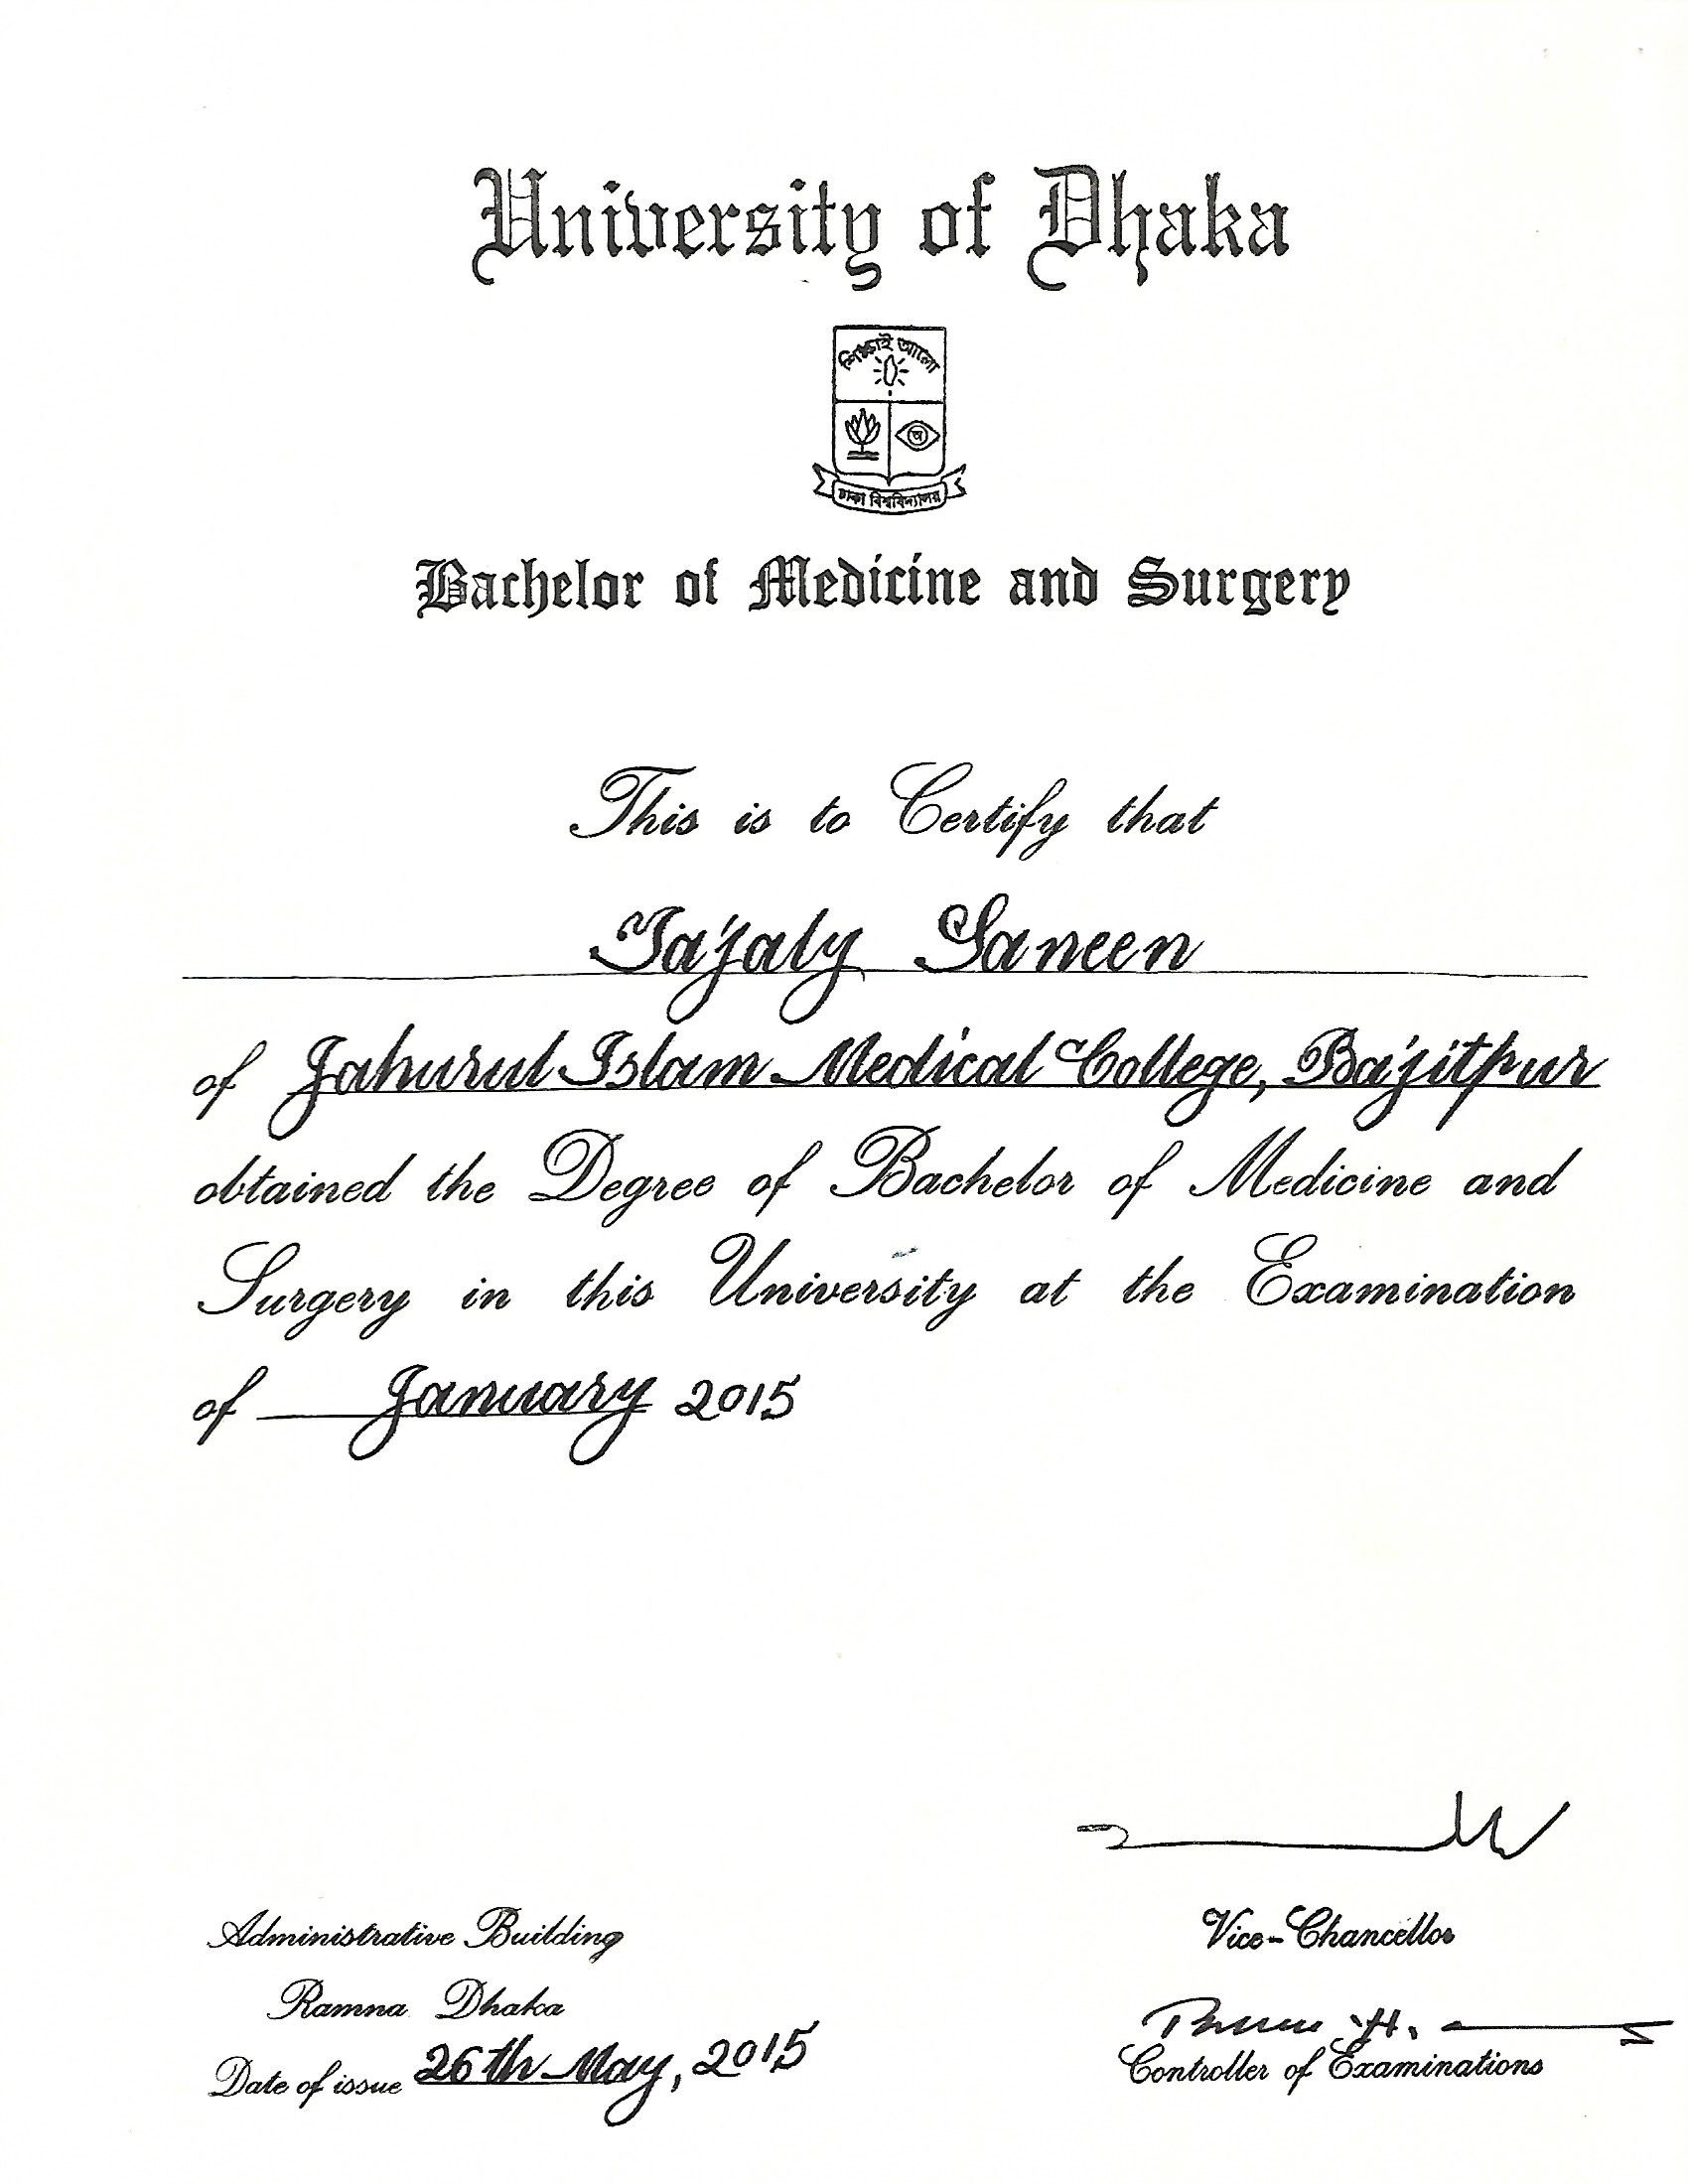 University of Dhaka
শিক্ষাই আলো
অ
ঢাকা বিশ্ববিদ্যালয়
Bachelor of Medicine and Surgery
This is to Certify that
Tajaly Saneen
of Jahurul Islam Medical College, Bajitpur
obtained the Degree of Bachelor of Medicine and
Surgery in this University at the Examination
of January 2015
Administrative Building
Vice-Chancellor
Ramna Dhaka
Date of issue 26th May, 2015
Controller of Examinations